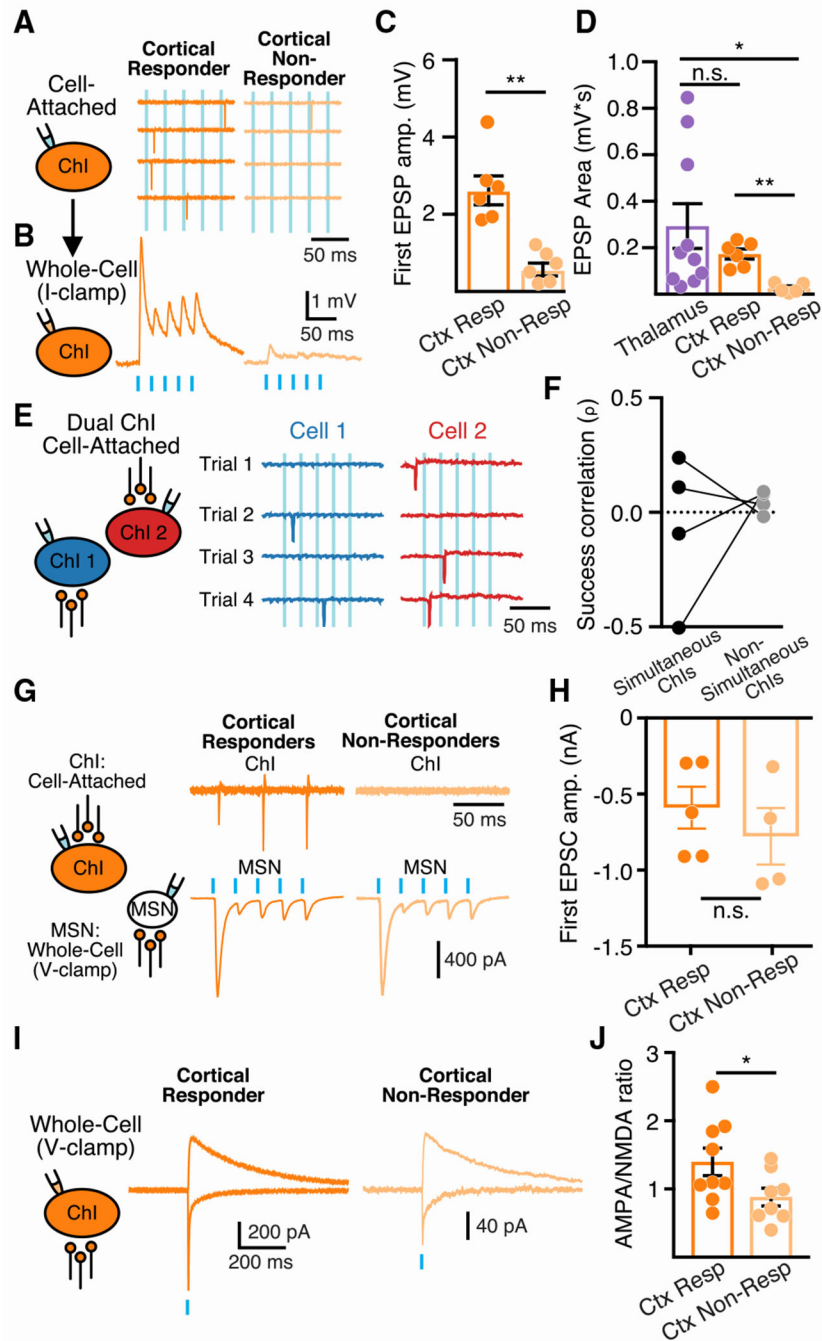 A
Cortical
Responder
Cortical
Non-
Responder
Cell-
Attached
ChI
50 ms
B
Whole-Cell
(I-clamp)
ChI
1 mV
50 ms
C
First EPSP amp. (mV)
6
4
2
**
Ctx Resp
Ctx Non-Resp
D
EPSP Area (mV*s)
1.0
0.8
0.6
0.4
0.2
*
n.s.
**
Thalamus
Ctx Resp
Ctx Non-Resp
E
Dual ChI
Cell-Attached
ChI 2
ChI 1
Cell 1
Cell 2
Trial 1
Trial 2
Trial 3
Trial 4
50 ms
F
Success correlation (ρ)
0.5
0.0
-0.5
Simultaneous
ChIs
Non-
Simultaneous
ChIs
G
Cortical
Responders
ChI
Cortical
Non-Responders
ChI
ChI:
Cell-Attached
ChI
50 ms
MSN
MSN
MSN
MSN:
Whole-Cell
(V-clamp)
400 pA
H
First EPSC amp. (nA)
0
-0.5
-1.0
-1.5
n.s.
Ctx Resp
Ctx Non-Resp
I
Cortical
Responder
Cortical
Non-Responder
Whole-Cell
(V-clamp)
ChI
200 pA
200 ms
40 pA
J
AMPA/NMDA ratio
3
2
1
*
Ctx Resp
Ctx Non-Resp